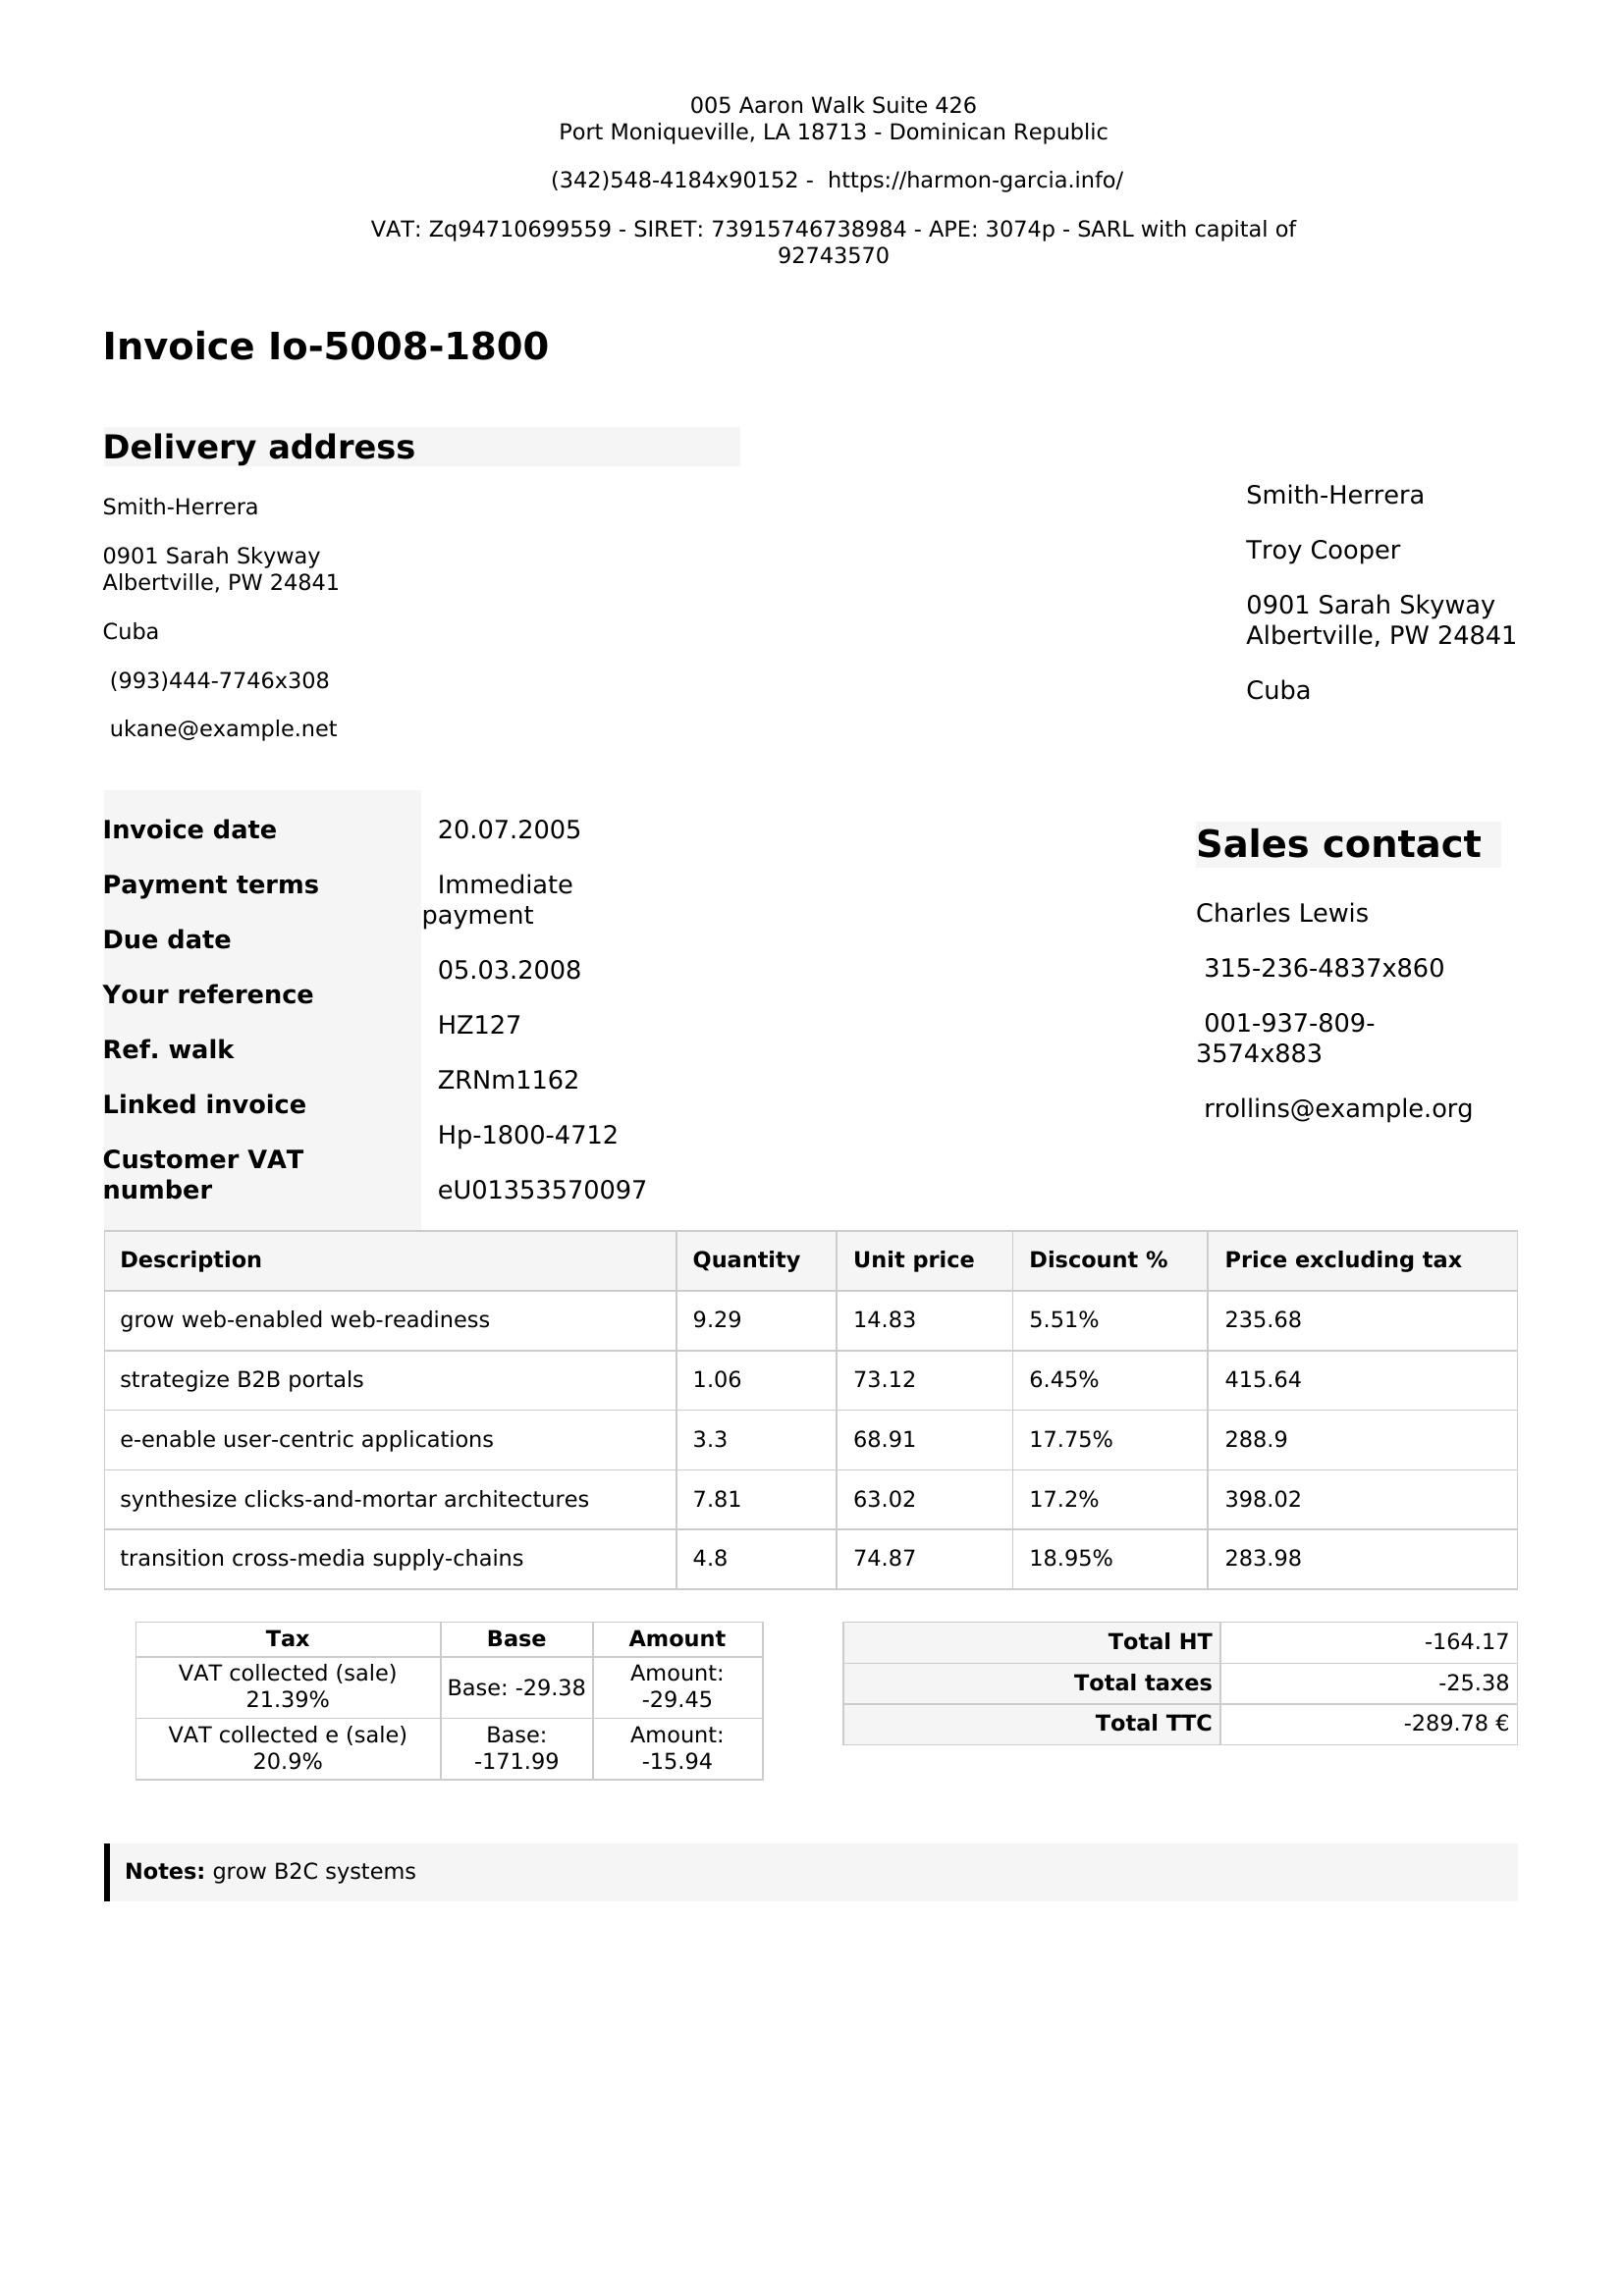 005 Aaron Walk Suite 426
Port Moniqueville, LA 18713 - Dominican Republic
(342)548-4184x90152 -  https://harmon-garcia.info/
VAT: Zq94710699559 - SIRET: 73915746738984 - APE: 3074p - SARL with capital of
92743570
Invoice Io-5008-1800
Delivery address
Smith-Herrera
0901 Sarah Skyway
Albertville, PW 24841
Cuba
(993)444-7746x308
ukane@example.net
Smith-Herrera
Troy Cooper
0901 Sarah Skyway
Albertville, PW 24841
Cuba
Invoice date
Payment terms
Due date
Your reference
Ref. walk
Linked invoice
Customer VAT
number
20.07.2005
Immediate
payment
05.03.2008
HZ127
ZRNm1162
Hp-1800-4712
eU01353570097
Sales contact
Charles Lewis
315-236-4837x860
001-937-809-
3574x883
rrollins@example.org
Description Quantity Unit price Discount % Price excluding tax
grow web-enabled web-readiness 9.29 14.83 5.51% 235.68
strategize B2B portals 1.06 73.12 6.45% 415.64
e-enable user-centric applications 3.3 68.91 17.75% 288.9
synthesize clicks-and-mortar architectures 7.81 63.02 17.2% 398.02
transition cross-media supply-chains 4.8 74.87 18.95% 283.98
Tax Base Amount
VAT collected (sale)
21.39%
Base: -29.38
Amount:
-29.45
VAT collected e (sale)
20.9%
Base:
-171.99
Amount:
-15.94
Total HT -164.17
Total taxes -25.38
Total TTC -289.78 €
Notes: grow B2C systems